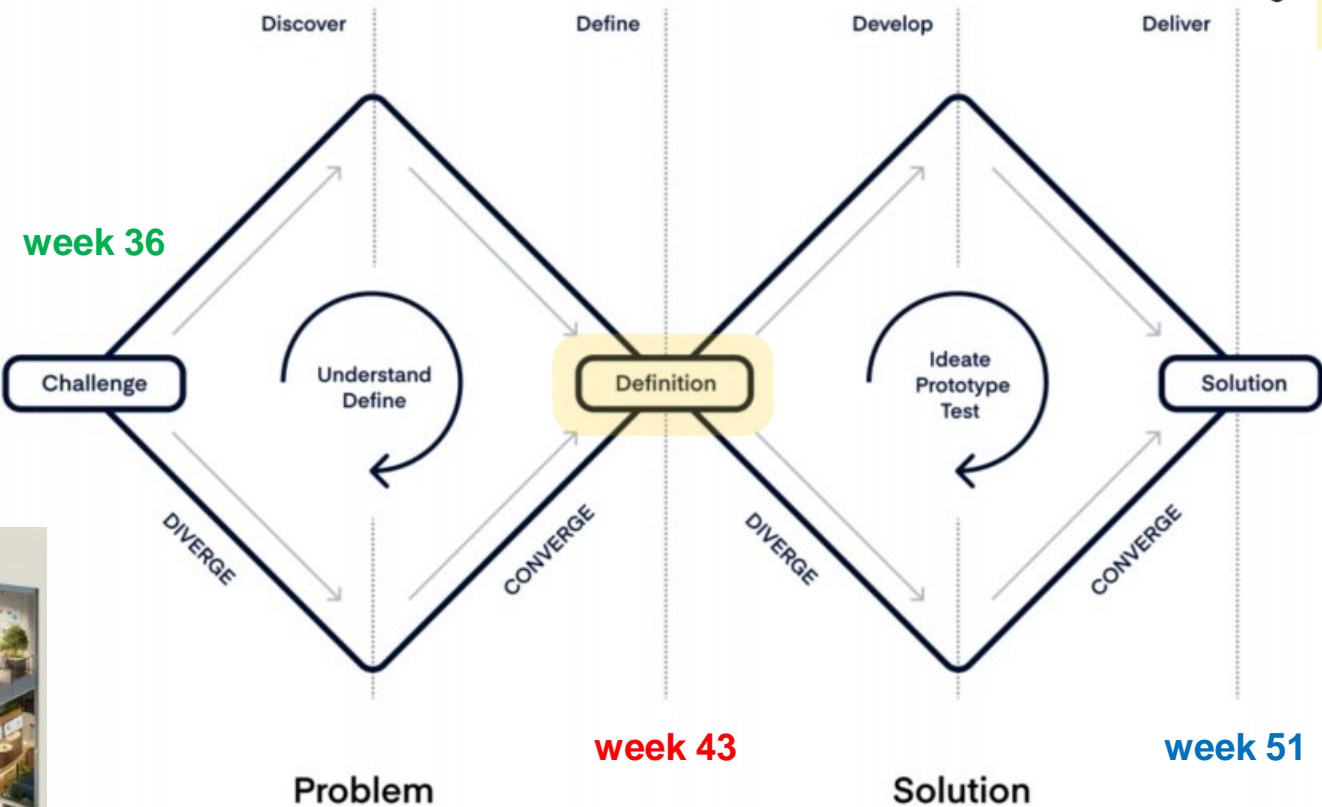 Discover
Define
Develop
Deliver
week 36
Challenge
Understand
Define
Definition
Ideate
Prototype
Test
Solution
DIVERGE
CONVERGE
DIVERGE
CONVERGE
week 43
week 51
Problem
Solution